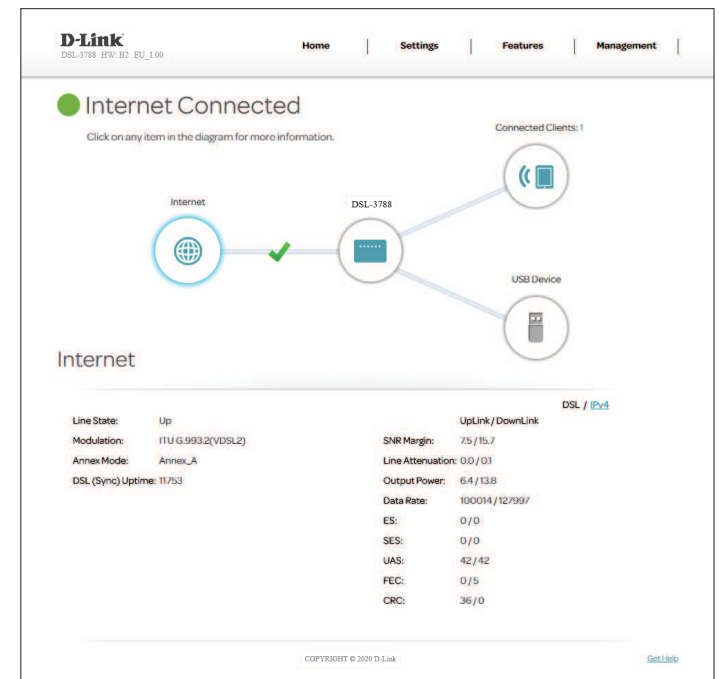 D-Link
DSL-3788 HW: B2 EU_1.00
Home | Settings | Features | Management |
Internet Connected
Click on any item in the diagram for more information.
Connected Clients: 1
Internet
DSL-3788
USB Device
Internet
DSL / IPv4
UpLink / DownLink
Line State: Up
Modulation: ITU G.993.2(VDSL2)
SNR Margin: 7.5 / 15.7
Annex Mode: Annex_A
Line Attenuation: 0.0 / 0.1
DSL (Sync) Uptime: 11753
Output Power: 6.4 / 13.8
Data Rate: 100014 / 127997
ES: 0 / 0
SES: 0 / 0
UAS: 42 / 42
FEC: 0 / 5
CRC: 36 / 0
COPYRIGHT © 2020 D-Link
Get Help